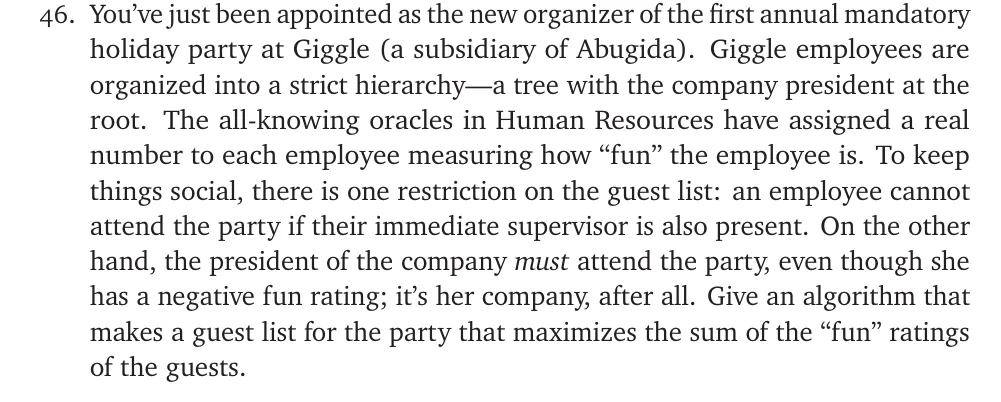 46. You’ve just been appointed as the new organizer of the first annual mandatory
holiday party at Giggle (a subsidiary of Abugida). Giggle employees are
organized into a strict hierarchy—a tree with the company president at the
root. The all-knowing oracles in Human Resources have assigned a real
number to each employee measuring how “fun” the employee is. To keep
things social, there is one restriction on the guest list: an employee cannot
attend the party if their immediate supervisor is also present. On the other
hand, the president of the company must attend the party, even though she
has a negative fun rating; it’s her company, after all. Give an algorithm that
makes a guest list for the party that maximizes the sum of the “fun” ratings
of the guests.